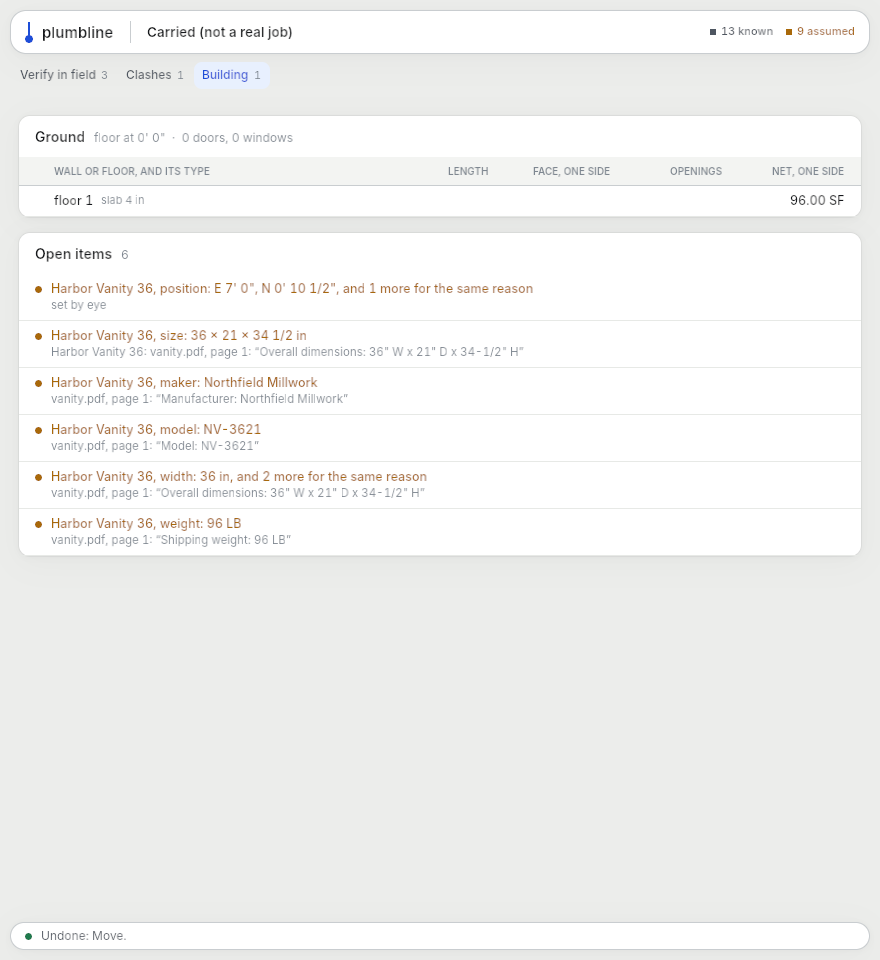 plumbline
Carried (not a real job)
13 known
9 assumed
Verify in field 3
Clashes 1
Building 1
Ground floor at 0' 0" · 0 doors, 0 windows
WALL OR FLOOR, AND ITS TYPE LENGTH FACE, ONE SIDE OPENINGS NET, ONE SIDE
floor 1 slab 4 in 96.00 SF
Open items 6
Harbor Vanity 36, position: E 7' 0", N 0' 10 1/2", and 1 more for the same reason
set by eye
Harbor Vanity 36, size: 36 × 21 × 34 1/2 in
Harbor Vanity 36: vanity.pdf, page 1: “Overall dimensions: 36" W x 21" D x 34-1/2" H”
Harbor Vanity 36, maker: Northfield Millwork
vanity.pdf, page 1: “Manufacturer: Northfield Millwork”
Harbor Vanity 36, model: NV-3621
vanity.pdf, page 1: “Model: NV-3621”
Harbor Vanity 36, width: 36 in, and 2 more for the same reason
vanity.pdf, page 1: “Overall dimensions: 36" W x 21" D x 34-1/2" H”
Harbor Vanity 36, weight: 96 LB
vanity.pdf, page 1: “Shipping weight: 96 LB”
Undone: Move.